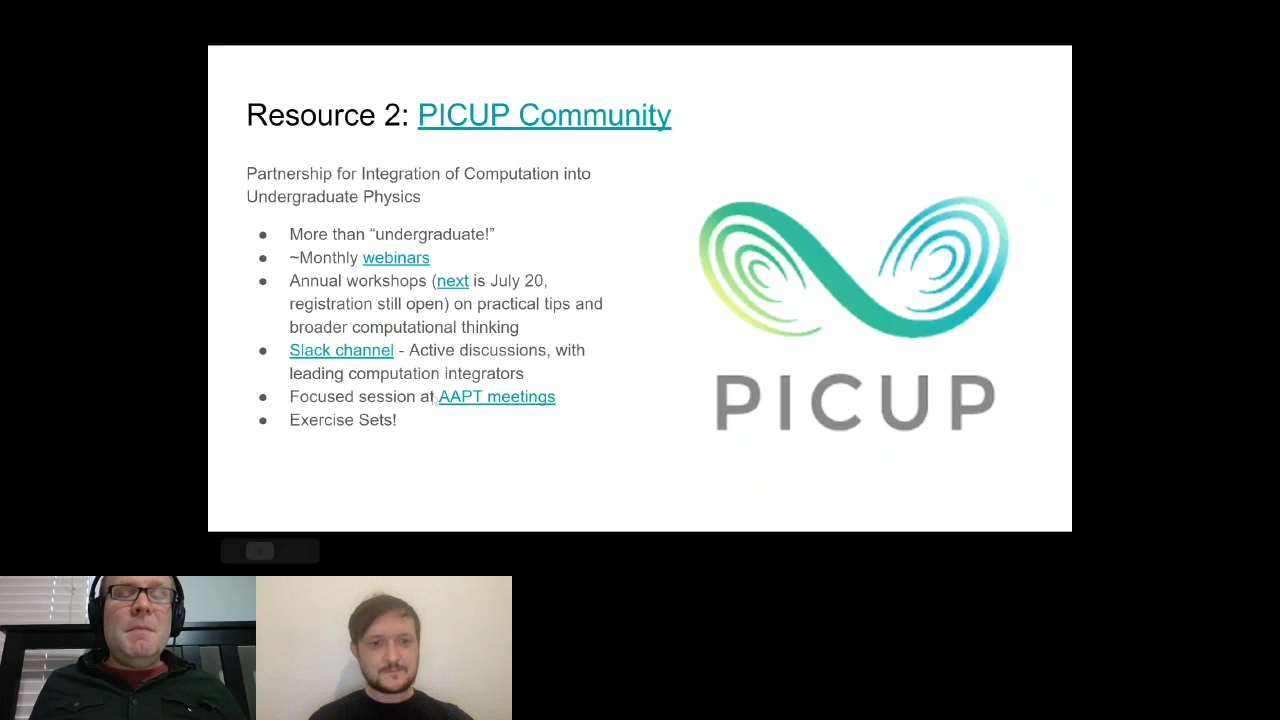 Resource 2: PICUP Community
Partnership for Integration of Computation into
Undergraduate Physics
● More than “undergraduate!”
● ~Monthly webinars
● Annual workshops (next is July 20,
registration still open) on practical tips and
broader computational thinking
● Slack channel - Active discussions, with
leading computation integrators
● Focused session at AAPT meetings
● Exercise Sets!
PICUP